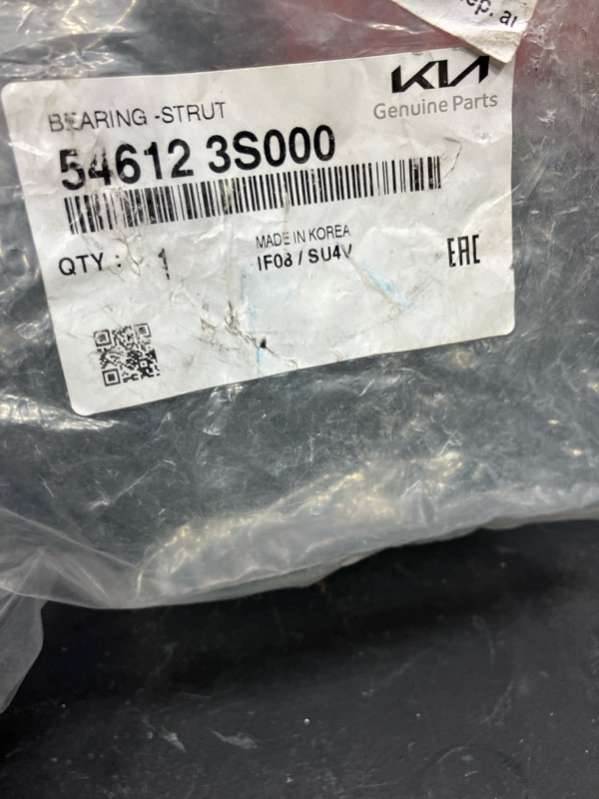 KIA
Genuine Parts
BEARING -STRUT
54612 3S000
QTY : 1
MADE IN KOREA
IF08 / SU4V
EAC